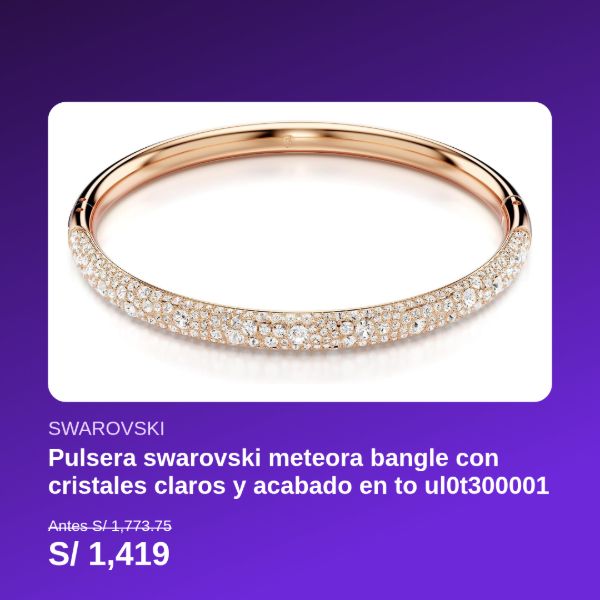 SWAROVSKI
Pulsera swarovski meteora bangle con
cristales claros y acabado en to ul0t300001
Antes S/ 1,773.75
S/ 1,419